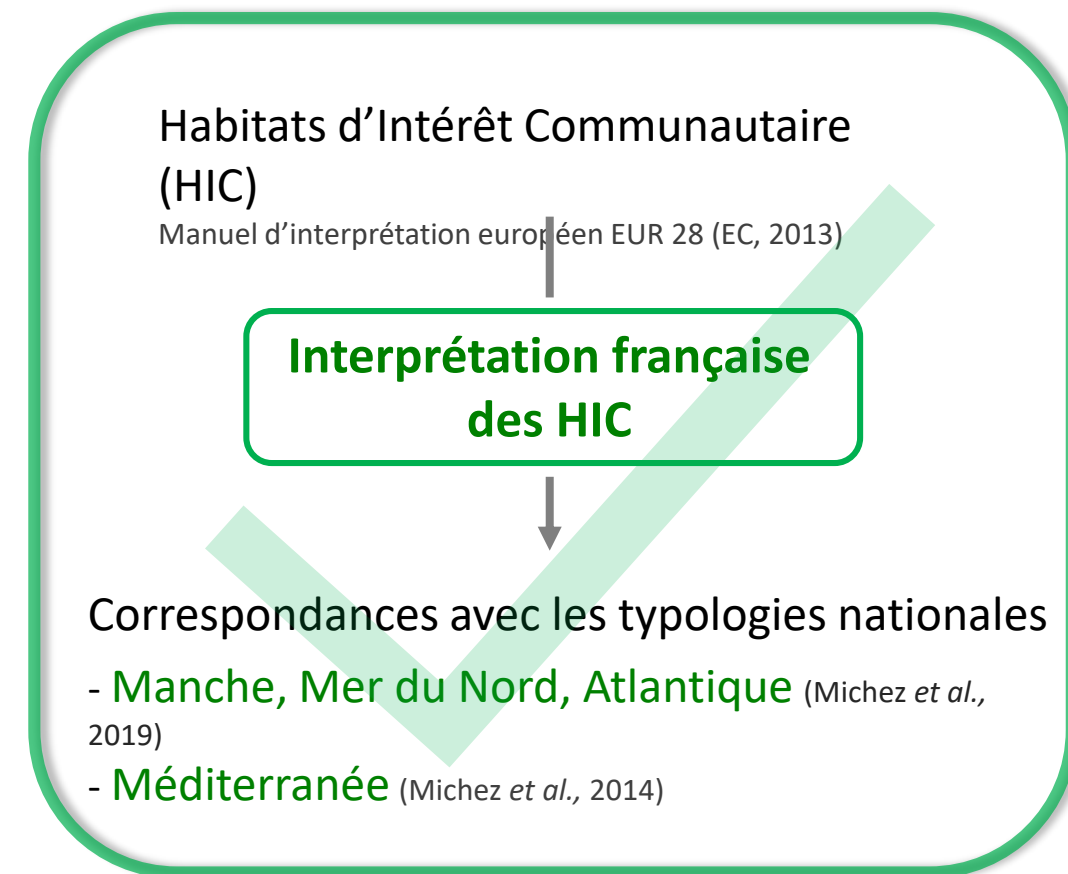 Habitats d’Intérêt Communautaire
(HIC)
Manuel d’interprétation européen EUR 28 (EC, 2013)
Interprétation française
des HIC
Correspondances avec les typologies nationales
- Manche, Mer du Nord, Atlantique (Michez et al.,
2019)
- Méditerranée (Michez et al., 2014)